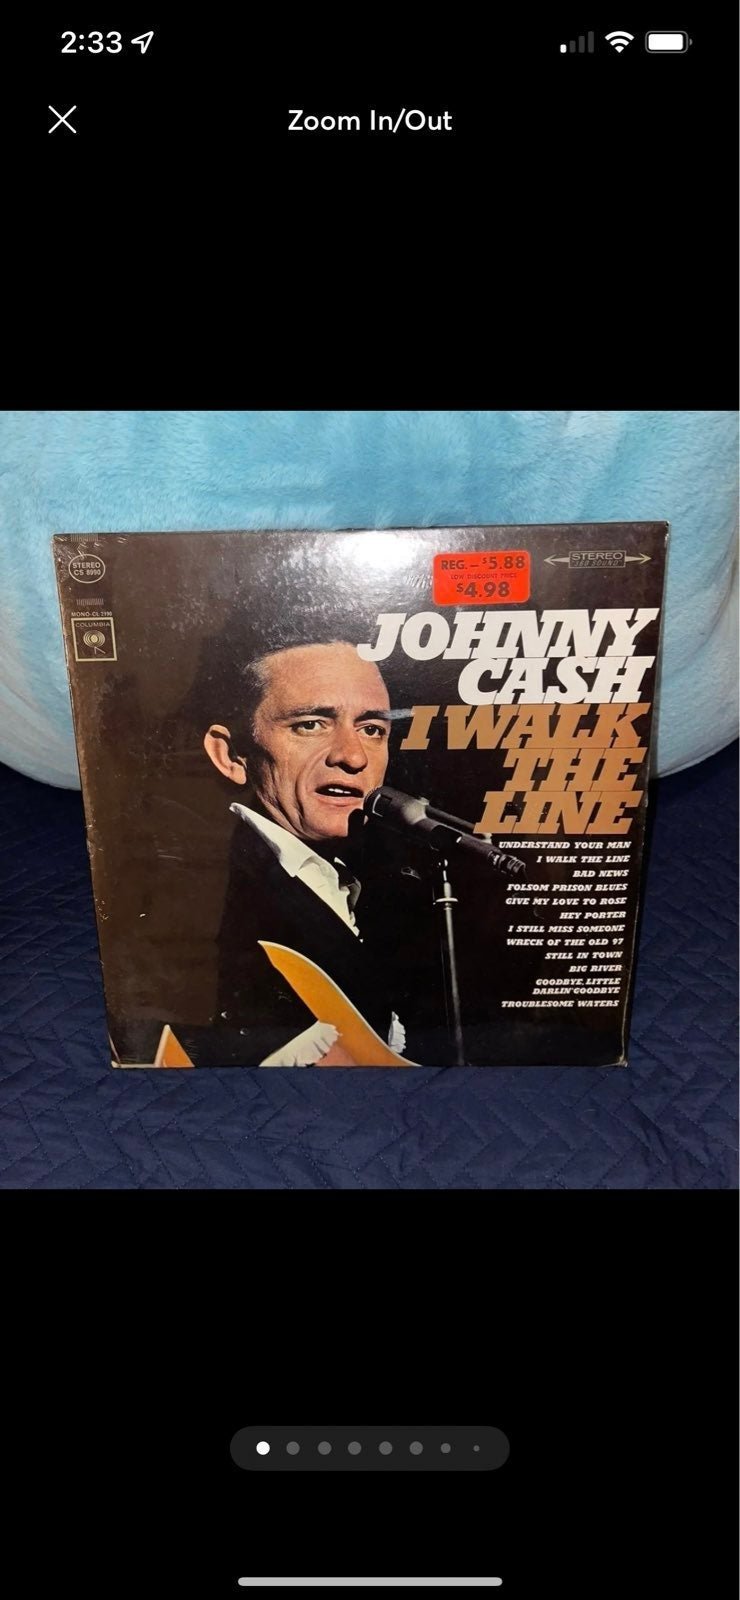 2:33
Zoom In/Out
STEREO
CS 8990
REG. - $5.88
LOW DISCOUNT PRICE
$4.98
STEREO
"360 SOUND"
MONO-CL 2190
COLUMBIA
JOHNNY
CASH
I WALK
THE
LINE
UNDERSTAND YOUR MAN
I WALK THE LINE
BAD NEWS
FOLSOM PRISON BLUES
GIVE MY LOVE TO ROSE
HEY PORTER
I STILL MISS SOMEONE
WRECK OF THE OLD 97
STILL IN TOWN
BIG RIVER
GOODBYE, LITTLE
DARLIN' GOODBYE
TROUBLESOME WATERS